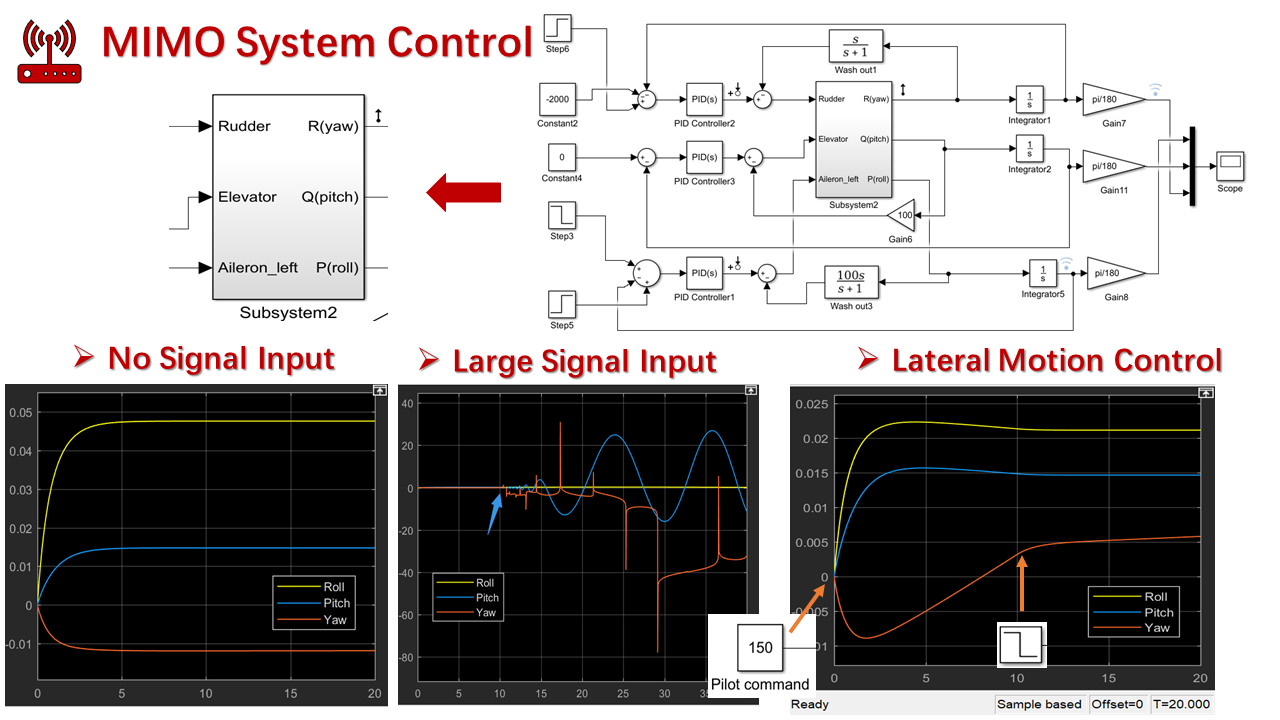 MIMO System Control
Rudder
R(yaw)
Elevator
Q(pitch)
Aileron_left
P(roll)
Subsystem2
Step6
s
s + 1
Wash out1
-2000
Constant2
PID(s)
PID Controller2
Rudder
R(yaw)
Elevator
Q(pitch)
Aileron_left
P(roll)
Subsystem2
1
s
Integrator1
pi/180
Gain7
0
Constant4
PID(s)
PID Controller3
1
s
Integrator2
pi/180
Gain11
Scope
100
Gain6
Step3
PID(s)
PID Controller1
100s
s + 1
Wash out3
1
s
Integrator5
pi/180
Gain8
Step5
No Signal Input
Large Signal Input
Lateral Motion Control
0.05
0.04
0.03
0.02
0.01
0
-0.01
0 5 10 15 20
Roll
Pitch
Yaw
40
20
0
-20
-40
-60
-80
0 5 10 15 20 25 30 35
Roll
Pitch
Yaw
0.025
0.02
0.015
0.01
0.005
0
0 5 10 15 20
Roll
Pitch
Yaw
150
Pilot command
Ready
Sample based
Offset=0
T=20.000